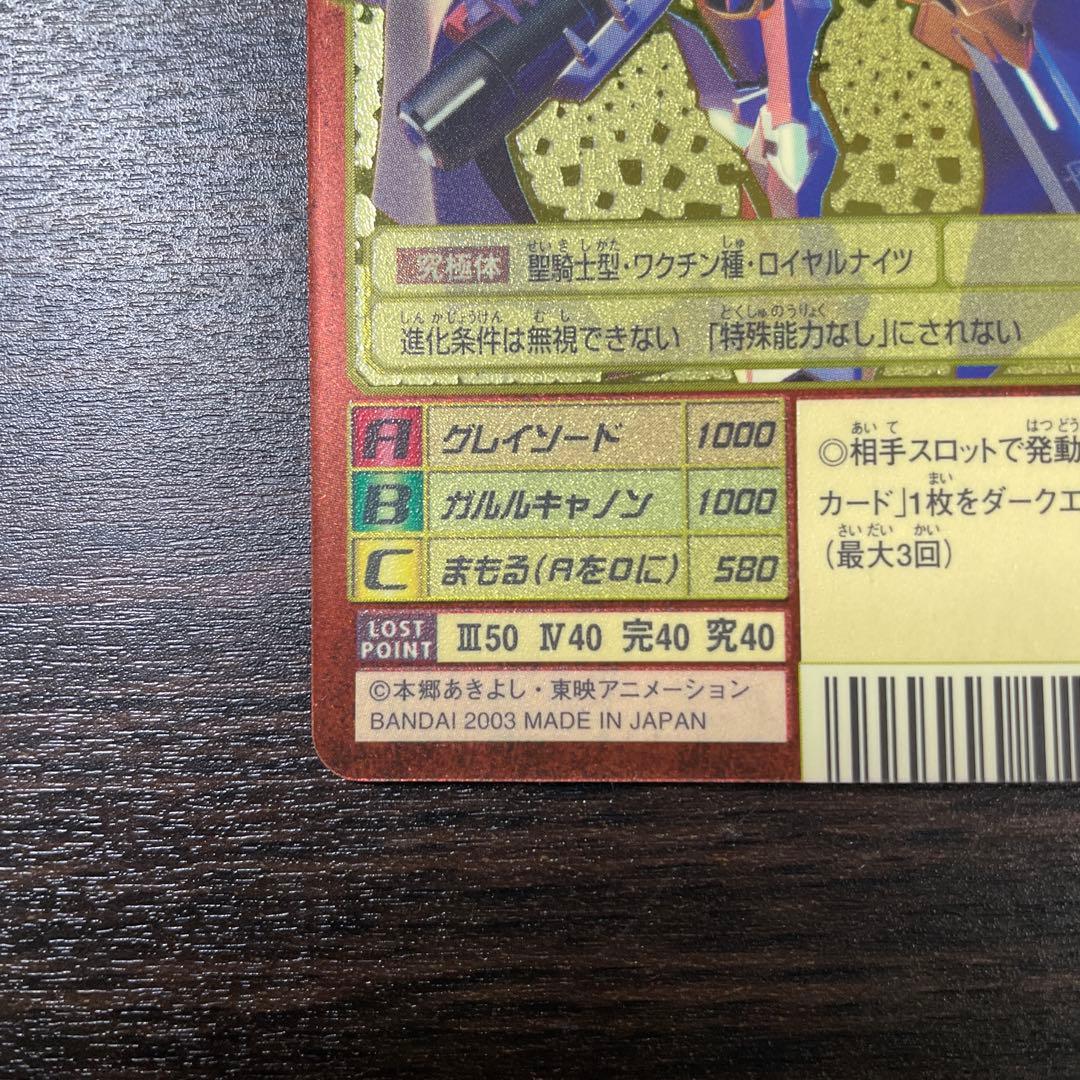 究極体 聖騎士型・ワクチン種・ロイヤルナイツ
進化条件は無視できない 「特殊能力なし」にされない
A グレイソード 1000
B ガルルキャノン 1000
C まもる(Aを0に) 580
LOST POINT Ⅲ50 Ⅳ40 完40 究40
©本郷あきよし・東映アニメーション
BANDAI 2003 MADE IN JAPAN
◎相手スロットで発動
カード」1枚をダークエ
(最大3回)